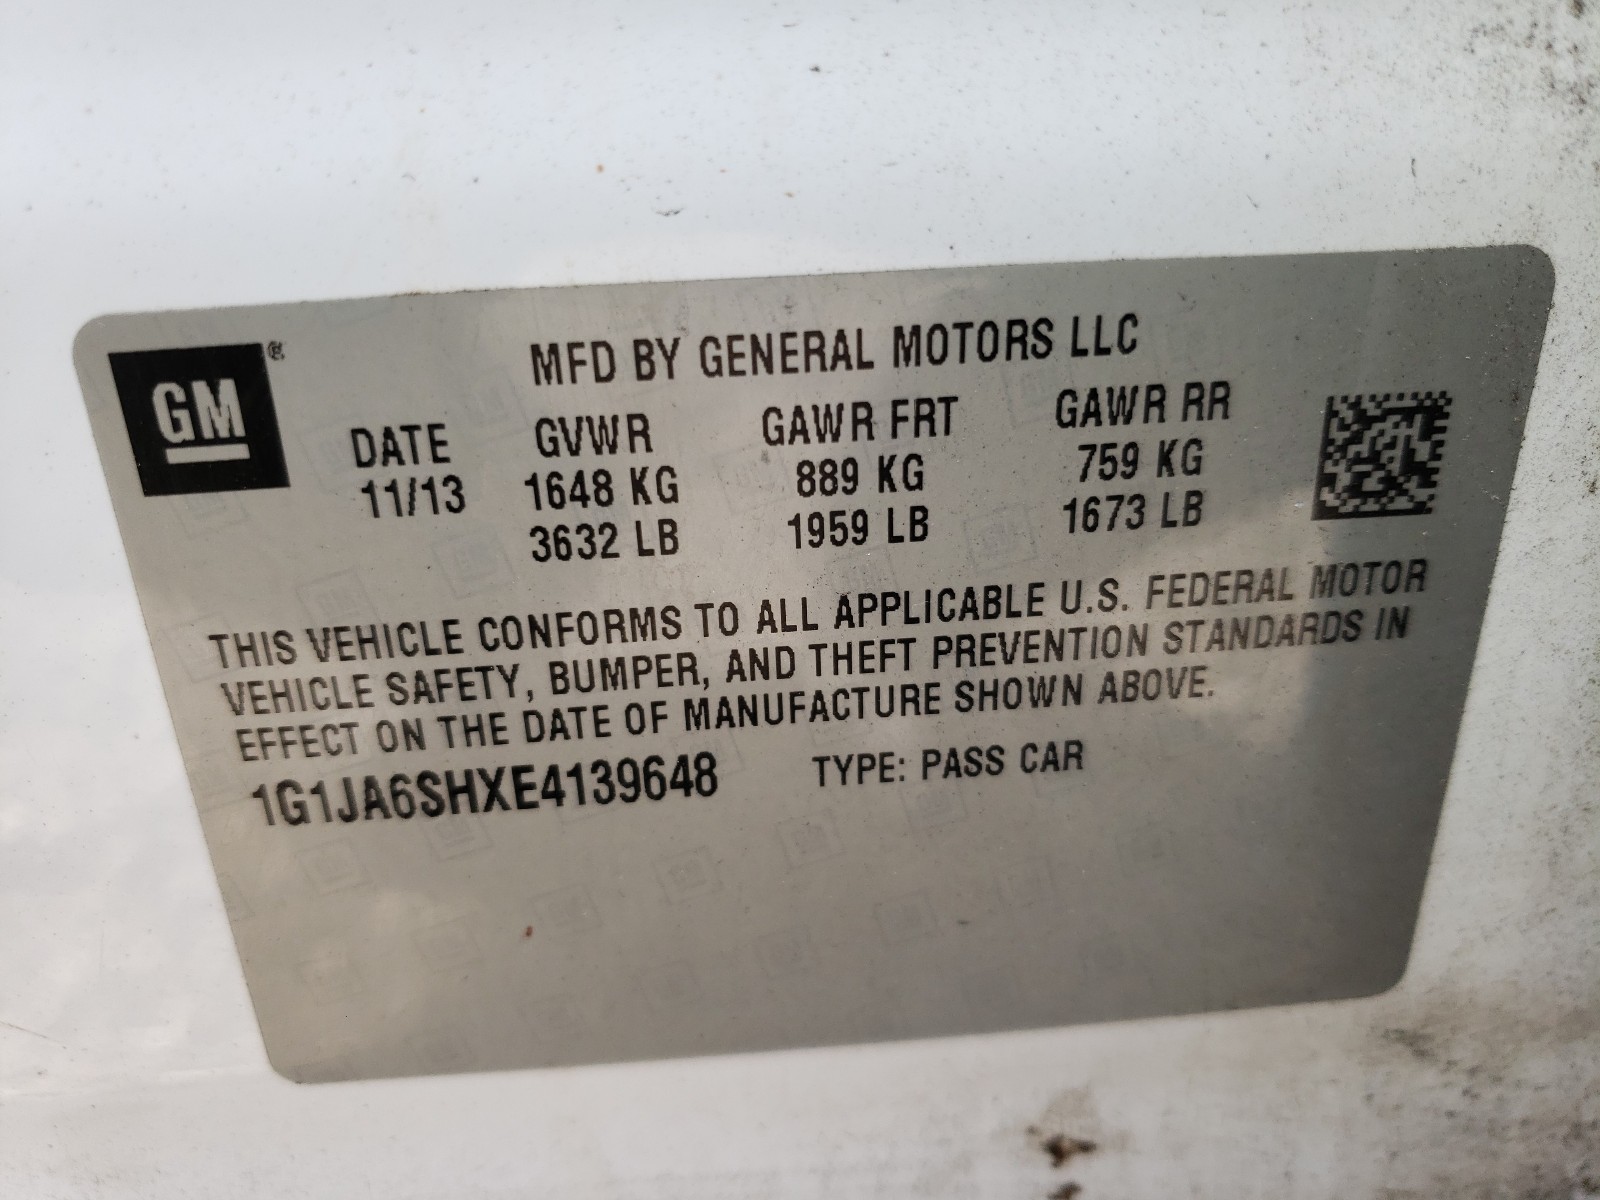 GM ®
MFD BY GENERAL MOTORS LLC
DATE GVWR GAWR FRT GAWR RR
11/13 1648 KG 889 KG 759 KG
3632 LB 1959 LB 1673 LB
THIS VEHICLE CONFORMS TO ALL APPLICABLE U.S. FEDERAL MOTOR
VEHICLE SAFETY, BUMPER, AND THEFT PREVENTION STANDARDS IN
EFFECT ON THE DATE OF MANUFACTURE SHOWN ABOVE.
1G1JA6SHXE4139648 TYPE: PASS CAR